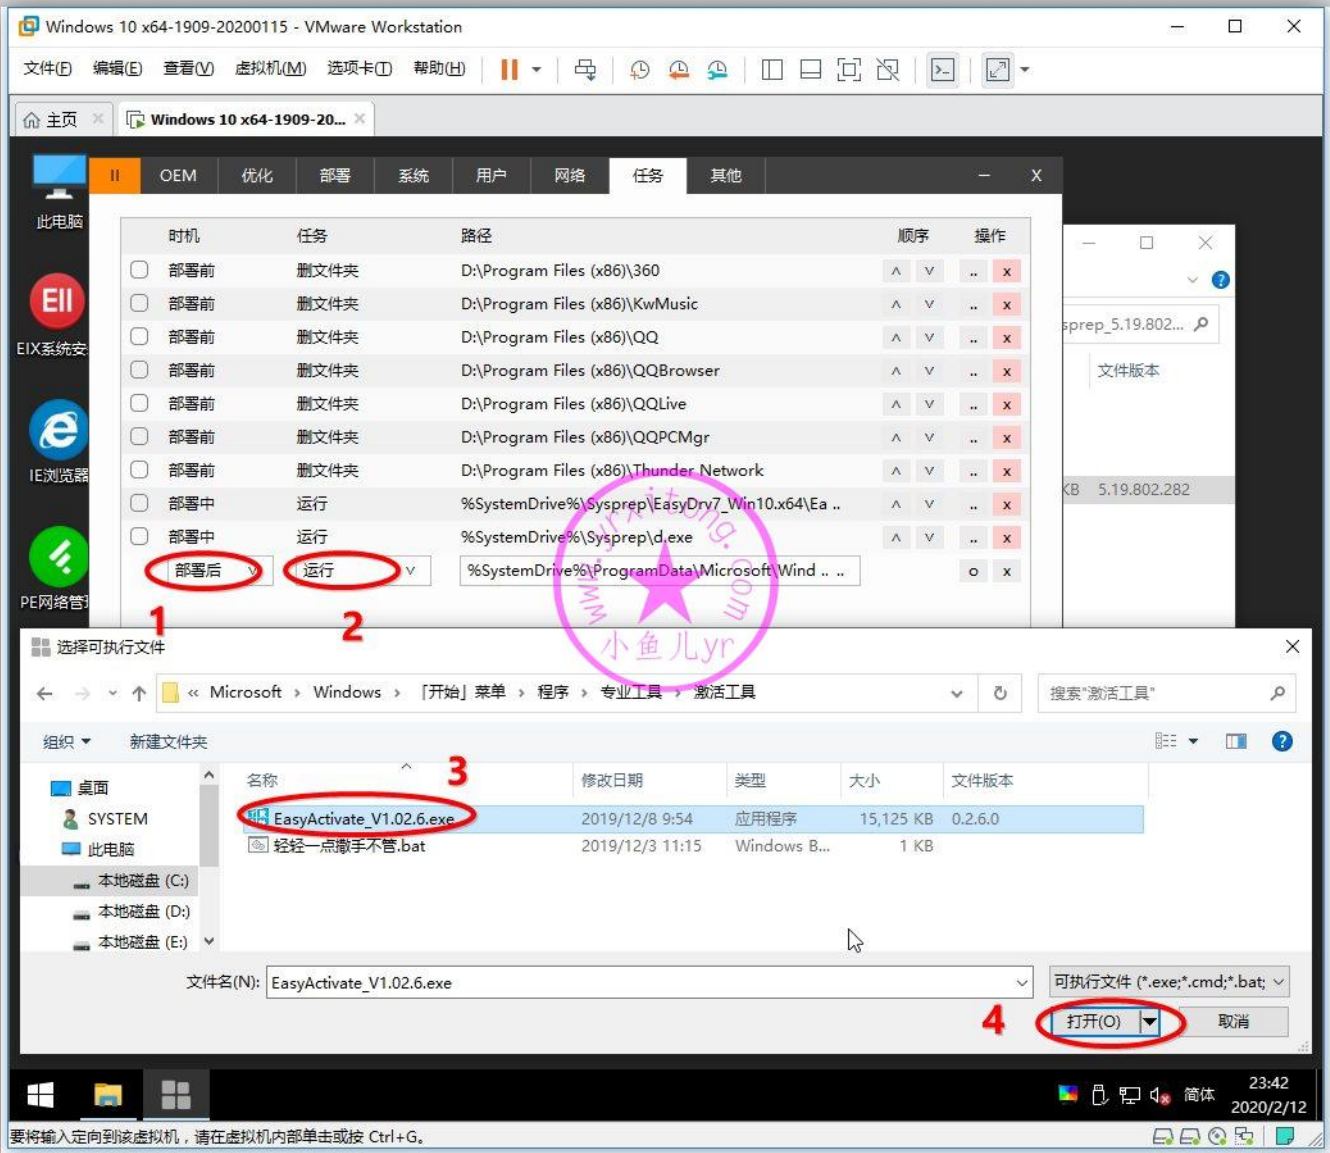 Windows 10 x64-1909-20200115 - VMware Workstation
文件(F) 编辑(E) 查看(V) 虚拟机(M) 选项卡(T) 帮助(H)
主页 × Windows 10 x64-1909-20... ×
此电脑
EII
EIX系统安
IE浏览器
PE网络管
II OEM 优化 部署 系统 用户 网络 任务 其他 – X
时机 任务 路径 顺序 操作
部署前 删文件夹 D:\Program Files (x86)\360 ^ v .. x
部署前 删文件夹 D:\Program Files (x86)\KwMusic ^ v .. x
部署前 删文件夹 D:\Program Files (x86)\QQ ^ v .. x
部署前 删文件夹 D:\Program Files (x86)\QQBrowser ^ v .. x
部署前 删文件夹 D:\Program Files (x86)\QQLive ^ v .. x
部署前 删文件夹 D:\Program Files (x86)\QQPCMgr ^ v .. x
部署前 删文件夹 D:\Program Files (x86)\Thunder Network ^ v .. x
部署中 运行 %SystemDrive%\Sysprep\EasyDrv7_Win10.x64\Ea .. ^ v .. x
部署中 运行 %SystemDrive%\Sysprep\d.exe ^ v .. x
部署后 v 运行 v %SystemDrive%\ProgramData\Microsoft\Wind .. .. o x
1 2
sprep_5.19.802...
文件版本
KB 5.19.802.282
www.yrxitong.com
小鱼儿yr
选择可执行文件
« Microsoft › Windows › 「开始」菜单 › 程序 › 专业工具 › 激活工具
搜索"激活工具"
组织 新建文件夹
桌面
SYSTEM
此电脑
本地磁盘 (C:)
本地磁盘 (D:)
本地磁盘 (E:)
名称 修改日期 类型 大小 文件版本
3
EasyActivate_V1.02.6.exe 2019/12/8 9:54 应用程序 15,125 KB 0.2.6.0
轻轻一点撒手不管.bat 2019/12/3 11:15 Windows B... 1 KB
文件名(N): EasyActivate_V1.02.6.exe 可执行文件 (*.exe;*.cmd;*.bat;
4 打开(O) 取消
简体 23:42
2020/2/12
要将输入定向到该虚拟机，请在虚拟机内部单击或按 Ctrl+G。